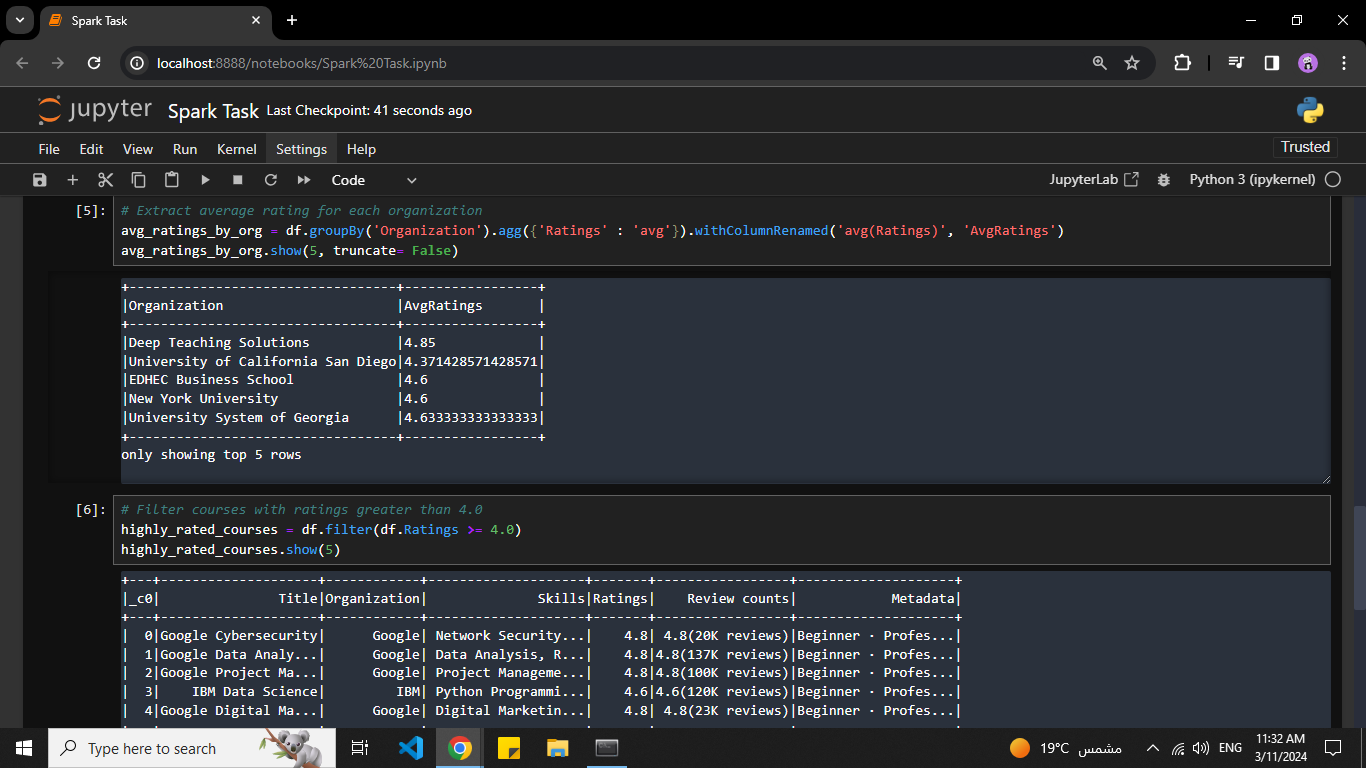 Spark Task
localhost:8888/notebooks/Spark%20Task.ipynb
jupyter Spark Task Last Checkpoint: 41 seconds ago
File Edit View Run Kernel Settings Help Trusted
Code JupyterLab Python 3 (ipykernel)
[5]: # Extract average rating for each organization
avg_ratings_by_org = df.groupBy('Organization').agg({'Ratings' : 'avg'}).withColumnRenamed('avg(Ratings)', 'AvgRatings')
avg_ratings_by_org.show(5, truncate= False)
+----------------------------------+-----------------+
|Organization                      |AvgRatings       |
+----------------------------------+-----------------+
|Deep Teaching Solutions           |4.85             |
|University of California San Diego|4.371428571428571|
|EDHEC Business School             |4.6              |
|New York University               |4.6              |
|University System of Georgia      |4.633333333333333|
+----------------------------------+-----------------+
only showing top 5 rows
[6]: # Filter courses with ratings greater than 4.0
highly_rated_courses = df.filter(df.Ratings >= 4.0)
highly_rated_courses.show(5)
+---+--------------------+------------+--------------------+-------+-----------------+--------------------+
|_c0|               Title|Organization|              Skills|Ratings|    Review counts|            Metadata|
+---+--------------------+------------+--------------------+-------+-----------------+--------------------+
|  0|Google Cybersecurity|      Google| Network Security...|    4.8| 4.8(20K reviews)|Beginner · Profes...|
|  1|Google Data Analy...|      Google| Data Analysis, R...|    4.8|4.8(137K reviews)|Beginner · Profes...|
|  2|Google Project Ma...|      Google| Project Manageme...|    4.8|4.8(100K reviews)|Beginner · Profes...|
|  3|    IBM Data Science|         IBM| Python Programmi...|    4.6|4.6(120K reviews)|Beginner · Profes...|
|  4|Google Digital Ma...|      Google| Digital Marketin...|    4.8| 4.8(23K reviews)|Beginner · Profes...|
Type here to search 19°C مشمس ENG 11:32 AM
3/11/2024